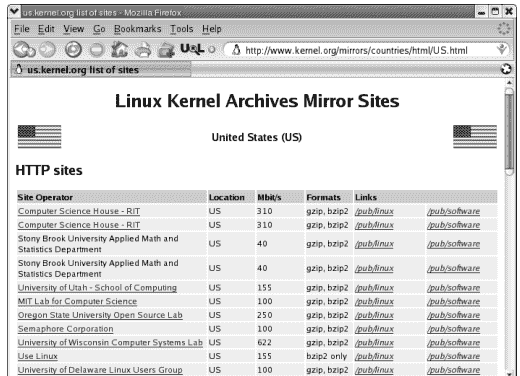 us.kernel.org list of sites - Mozilla Firefox
File Edit View Go Bookmarks Tools Help
http://www.kernel.org/mirrors/countries/html/US.html
us.kernel.org list of sites
Linux Kernel Archives Mirror Sites
United States (US)
HTTP sites
Site Operator Location Mbit/s Formats Links
Computer Science House - RIT US 310 gzip, bzip2 /pub/linux /pub/software
Computer Science House - RIT US 310 gzip, bzip2 /pub/linux /pub/software
Stony Brook University Applied Math and
Statistics Department US 40 gzip, bzip2 /pub/linux /pub/software
Stony Brook University Applied Math and
Statistics Department US 40 gzip, bzip2 /pub/linux /pub/software
University of Utah - School of Computing US 155 gzip, bzip2 /pub/linux /pub/software
MIT Lab for Computer Science US 100 gzip, bzip2 /pub/linux /pub/software
Oregon State University Open Source Lab US 250 gzip, bzip2 /pub/linux /pub/software
Semaphore Corporation US 100 gzip, bzip2 /pub/linux /pub/software
University of Wisconsin Computer Systems Lab US 622 gzip, bzip2 /pub/linux /pub/software
Use Linux US 155 bzip2 only /pub/linux /pub/software
University of Delaware Linux Users Group US 100 gzip, bzip2 /pub/linux /pub/software